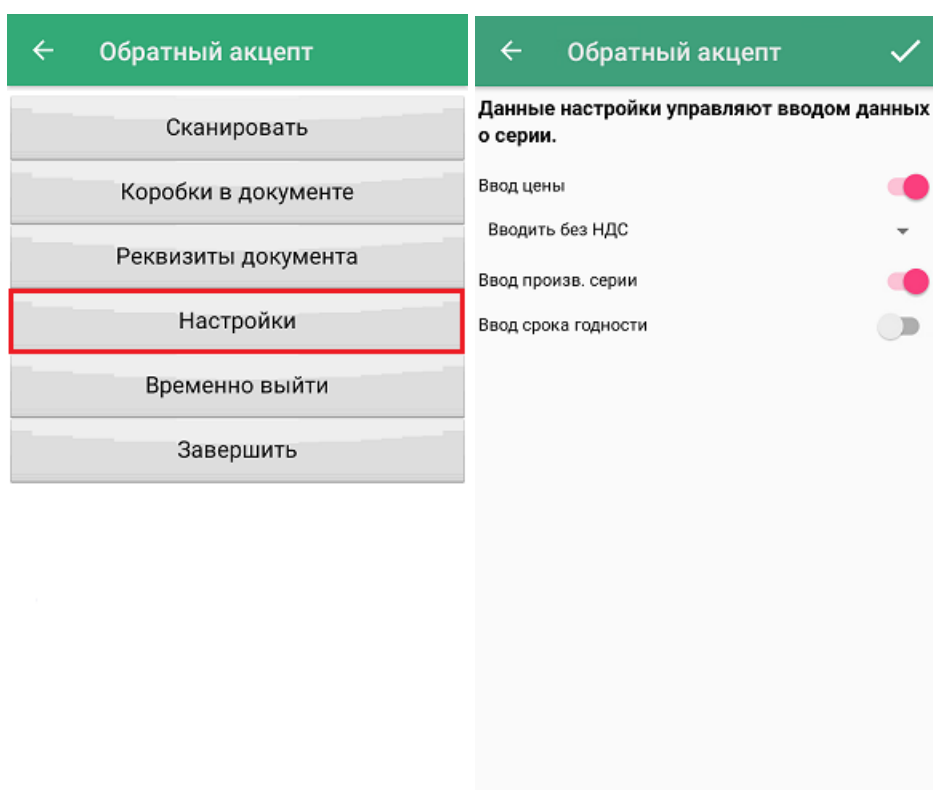 Обратный акцепт
Сканировать
Коробки в документе
Реквизиты документа
Настройки
Временно выйти
Завершить
Обратный акцепт
Данные настройки управляют вводом данных
о серии.
Ввод цены
Вводить без НДС
Ввод произв. серии
Ввод срока годности